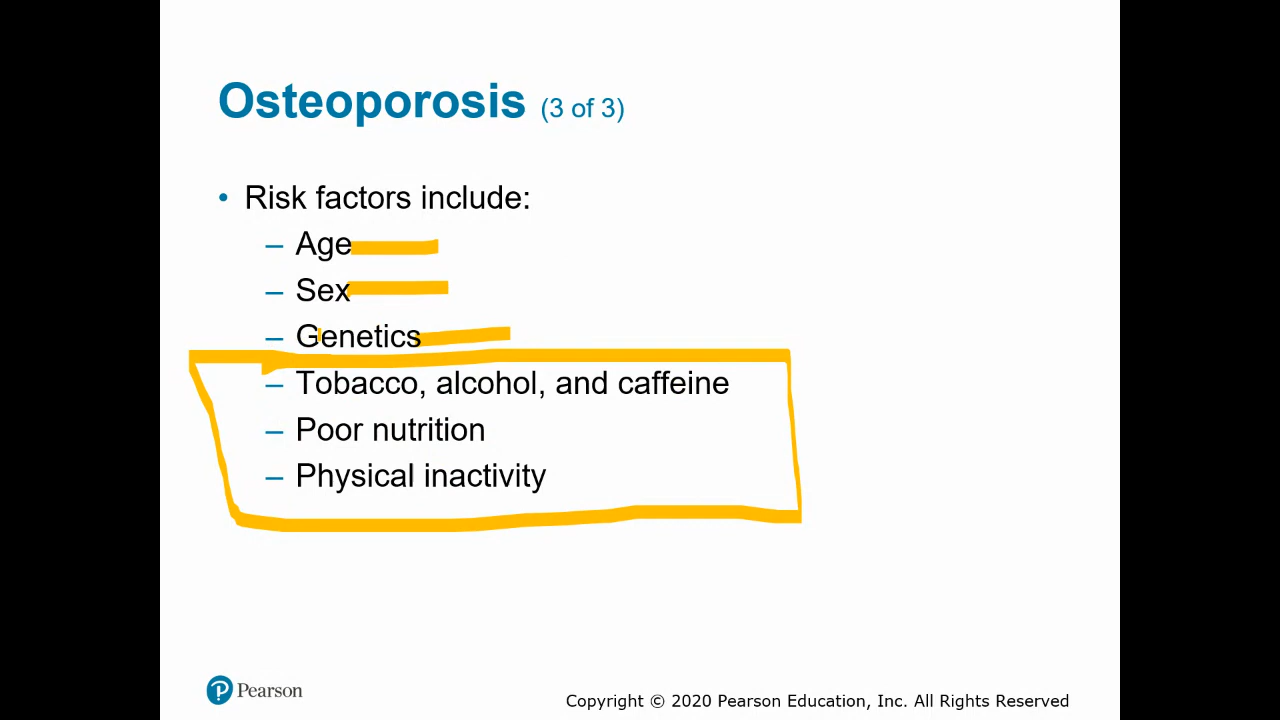 Osteoporosis (3 of 3)
• Risk factors include:
– Age
– Sex
– Genetics
– Tobacco, alcohol, and caffeine
– Poor nutrition
– Physical inactivity
Pearson
Copyright © 2020 Pearson Education, Inc. All Rights Reserved